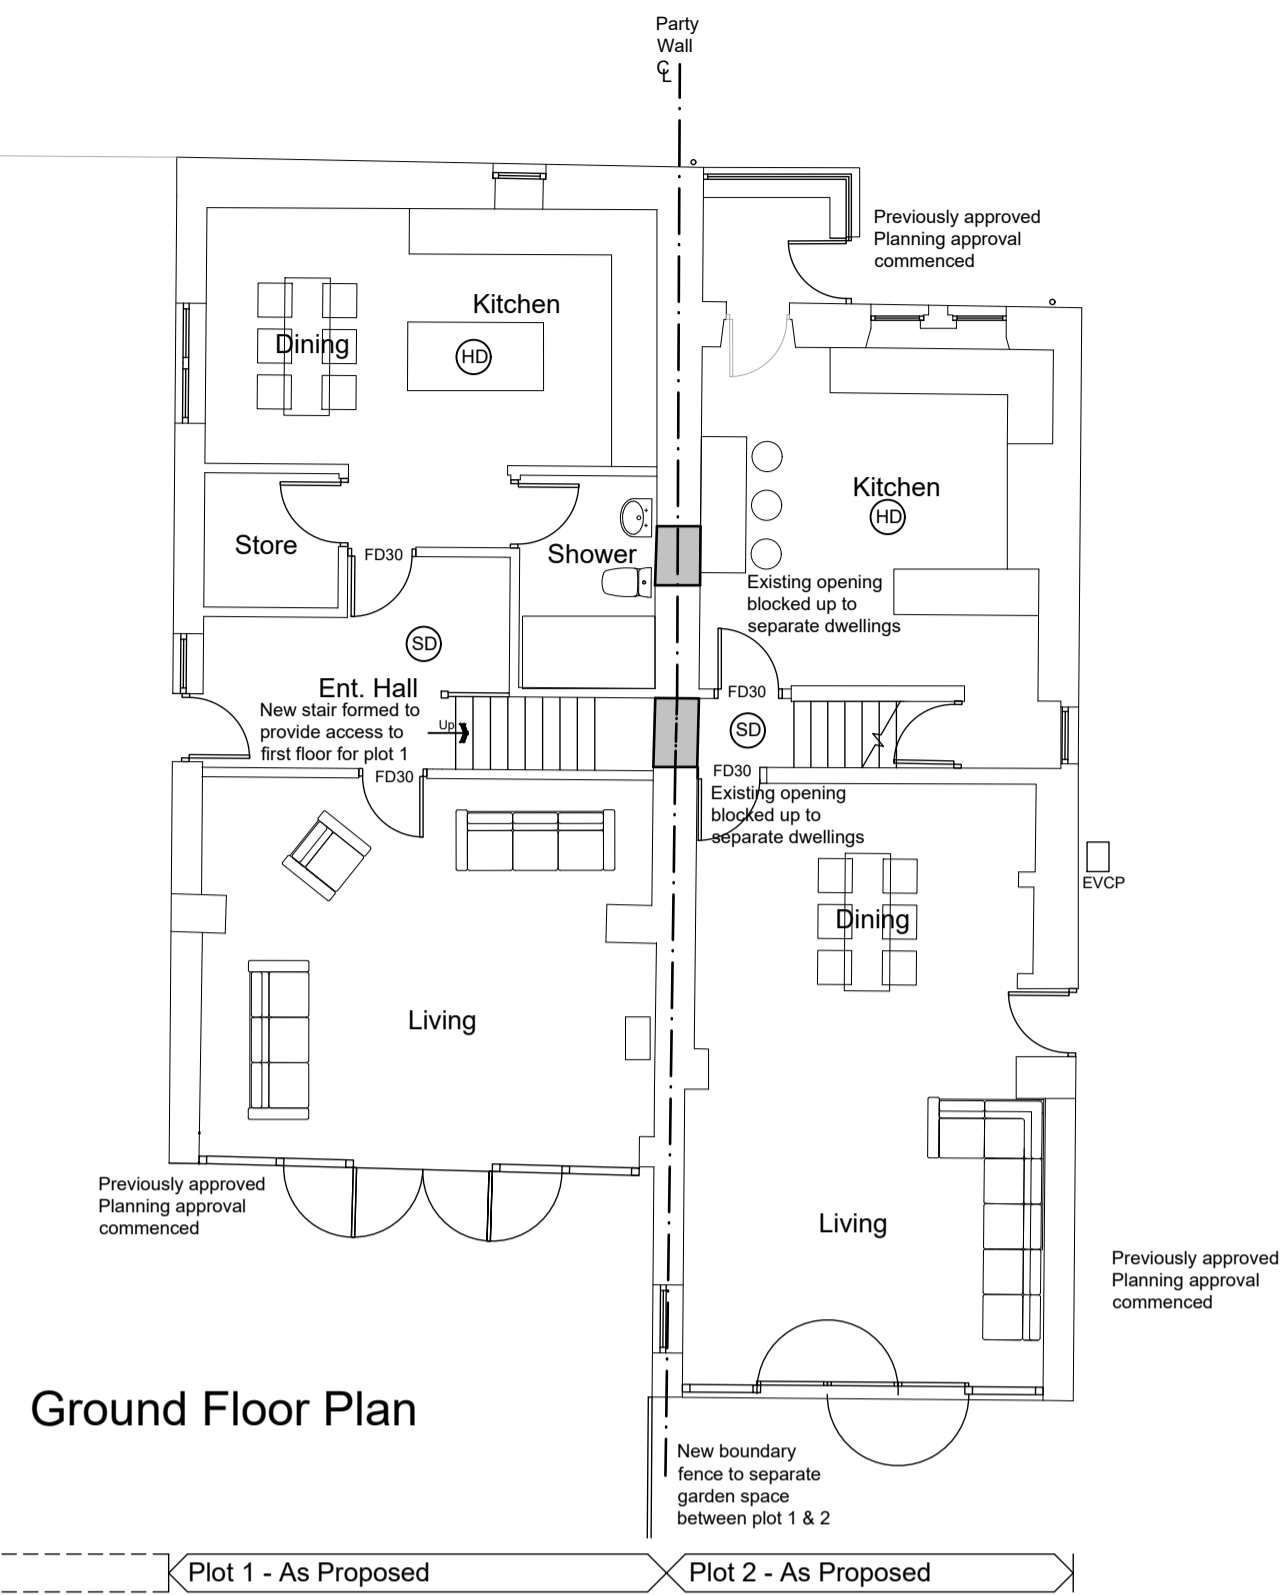 Party
Wall
CL
Previously approved
Planning approval
commenced
Kitchen
Dining
HD
Kitchen
HD
Store
FD30
Shower
Existing opening
blocked up to
separate dwellings
SD
Ent. Hall
FD30
New stair formed to
provide access to
first floor for plot 1
Up
SD
FD30
FD30
Existing opening
blocked up to
separate dwellings
EVCP
Dining
Living
Previously approved
Planning approval
commenced
Living
Previously approved
Planning approval
commenced
Ground Floor Plan
New boundary
fence to separate
garden space
between plot 1 & 2
Plot 1 - As Proposed
Plot 2 - As Proposed